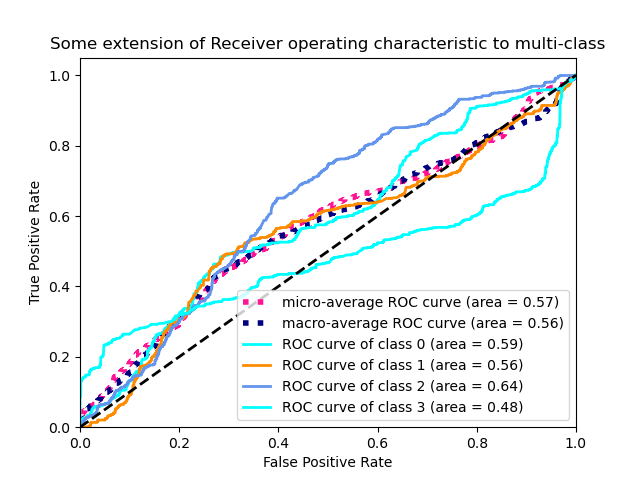 Some extension of Receiver operating characteristic to multi-class
True Positive Rate
1.0
0.8
0.6
0.4
0.2
0.0
micro-average ROC curve (area = 0.57)
macro-average ROC curve (area = 0.56)
ROC curve of class 0 (area = 0.59)
ROC curve of class 1 (area = 0.56)
ROC curve of class 2 (area = 0.64)
ROC curve of class 3 (area = 0.48)
0.0 0.2 0.4 0.6 0.8 1.0
False Positive Rate